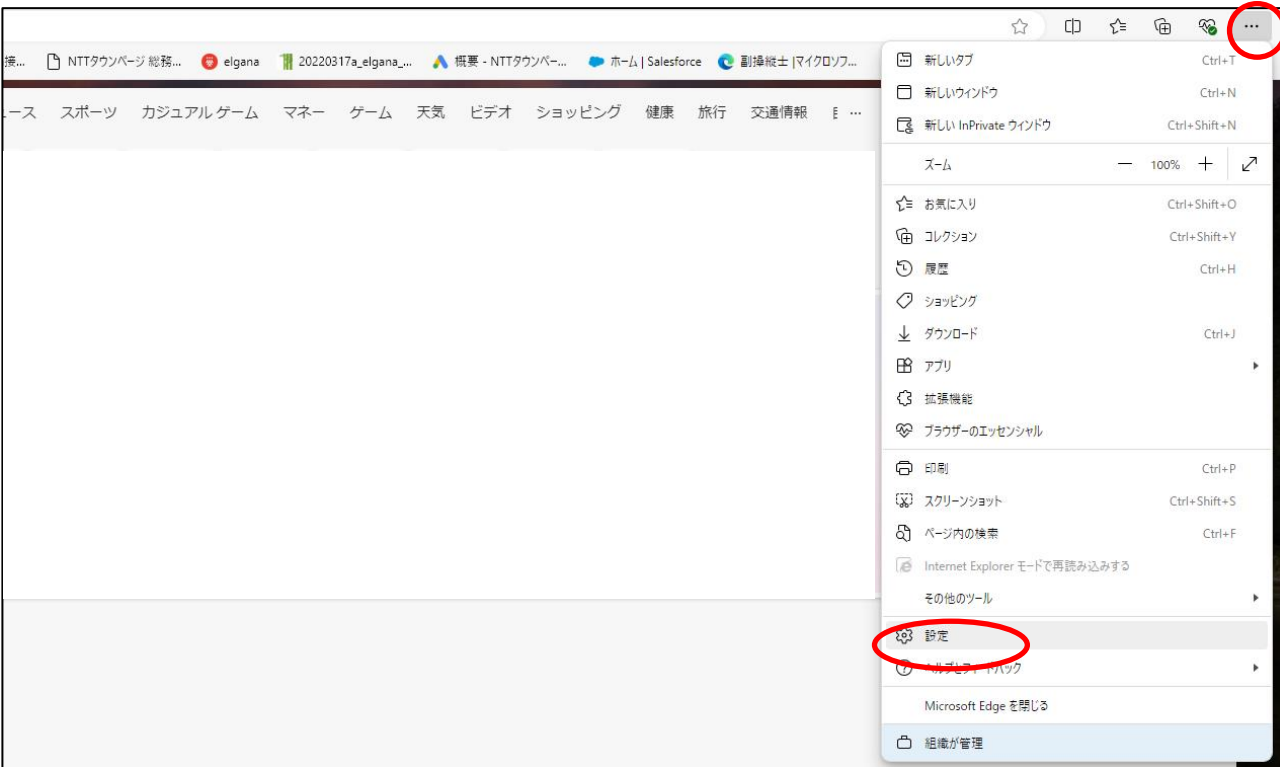 接... NTTタウンページ 総務... elgana 20220317a_elgana_... 概要 - NTTタウンペー... ホーム | Salesforce 副操縦士 |マイクロソフ...
ース スポーツ カジュアル ゲーム マネー ゲーム 天気 ビデオ ショッピング 健康 旅行 交通情報 ...
新しいタブ Ctrl+T
新しいウィンドウ Ctrl+N
新しい InPrivate ウィンドウ Ctrl+Shift+N
ズーム — 100% +
お気に入り Ctrl+Shift+O
コレクション Ctrl+Shift+Y
履歴 Ctrl+H
ショッピング
ダウンロード Ctrl+J
アプリ
拡張機能
ブラウザーのエッセンシャル
印刷 Ctrl+P
スクリーンショット Ctrl+Shift+S
ページ内の検索 Ctrl+F
Internet Explorer モードで再読み込みする
その他のツール
設定
ヘルプとフィードバック
Microsoft Edge を閉じる
組織が管理